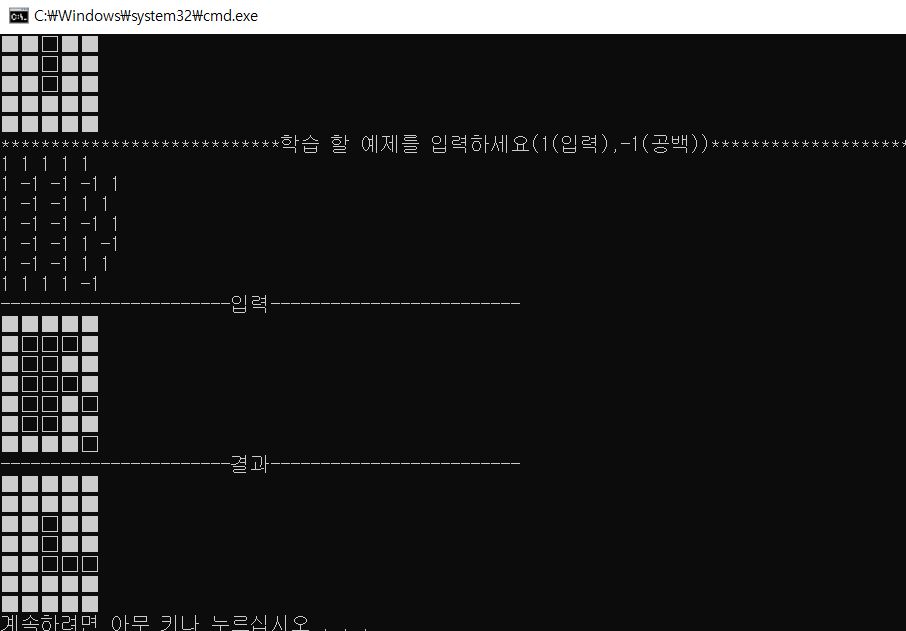 ■■□■■
■■□■■
■■□■■
■■■■■
■■■■■
****************************학습 할 예제를 입력하세요(1(입력),-1(공백))********************
1 1 1 1 1
1 -1 -1 -1 1
1 -1 -1 1 1
1 -1 -1 -1 1
1 -1 -1 1 -1
1 -1 -1 1 1
1 1 1 1 -1
-----------------------입력-------------------------
■■■■■
■□□□■
■□□■■
■□□□■
■□□■□
■□□■■
■■■■□
-----------------------결과-------------------------
■■■■■
■■■■■
■■□■■
■■□■■
■■□□□
■■■■■
■■■■■
계속하려면 아무 키나 누르십시오 . . .
C:₩Windows₩system32₩cmd.exe